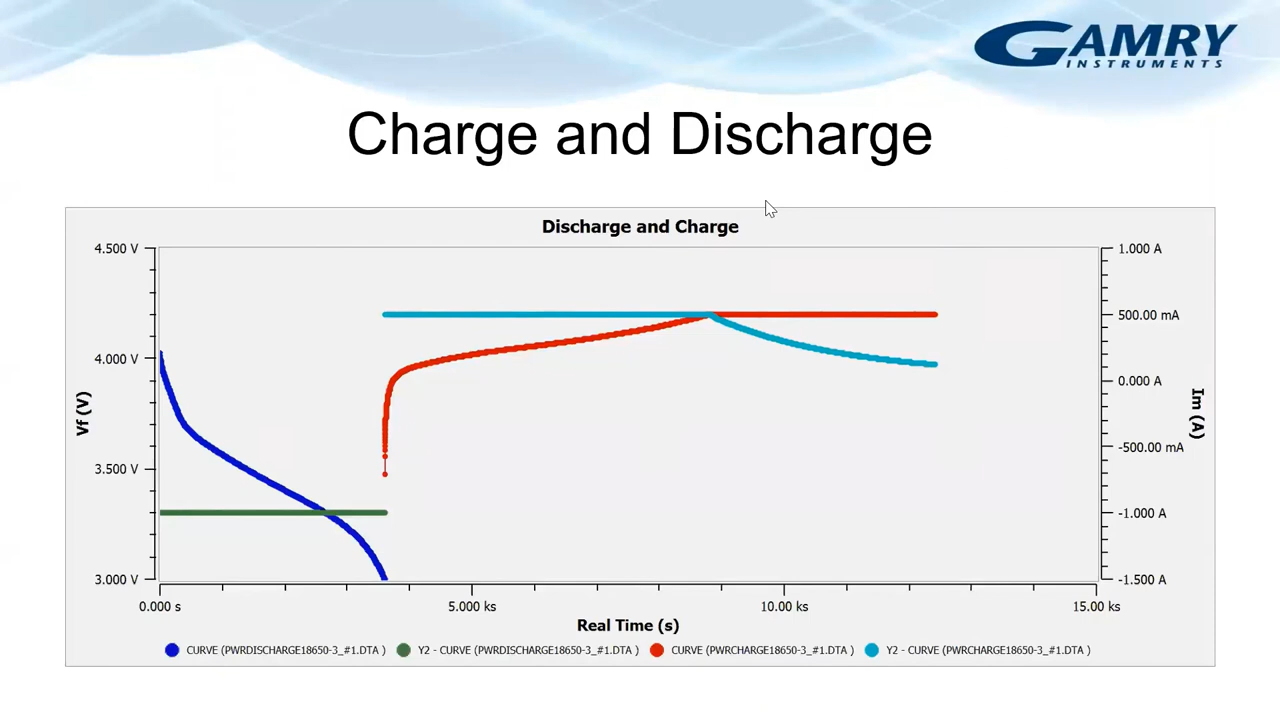 GAMRY
INSTRUMENTS
Charge and Discharge
Discharge and Charge
4.500 V
4.000 V
3.500 V
3.000 V
Vf (V)
1.000 A
500.00 mA
0.000 A
-500.00 mA
-1.000 A
-1.500 A
Im (A)
0.000 s
5.000 ks
10.00 ks
15.00 ks
Real Time (s)
CURVE (PWRDISCHARGE18650-3_#1.DTA )
Y2 - CURVE (PWRDISCHARGE18650-3_#1.DTA )
CURVE (PWRCHARGE18650-3_#1.DTA )
Y2 - CURVE (PWRCHARGE18650-3_#1.DTA )